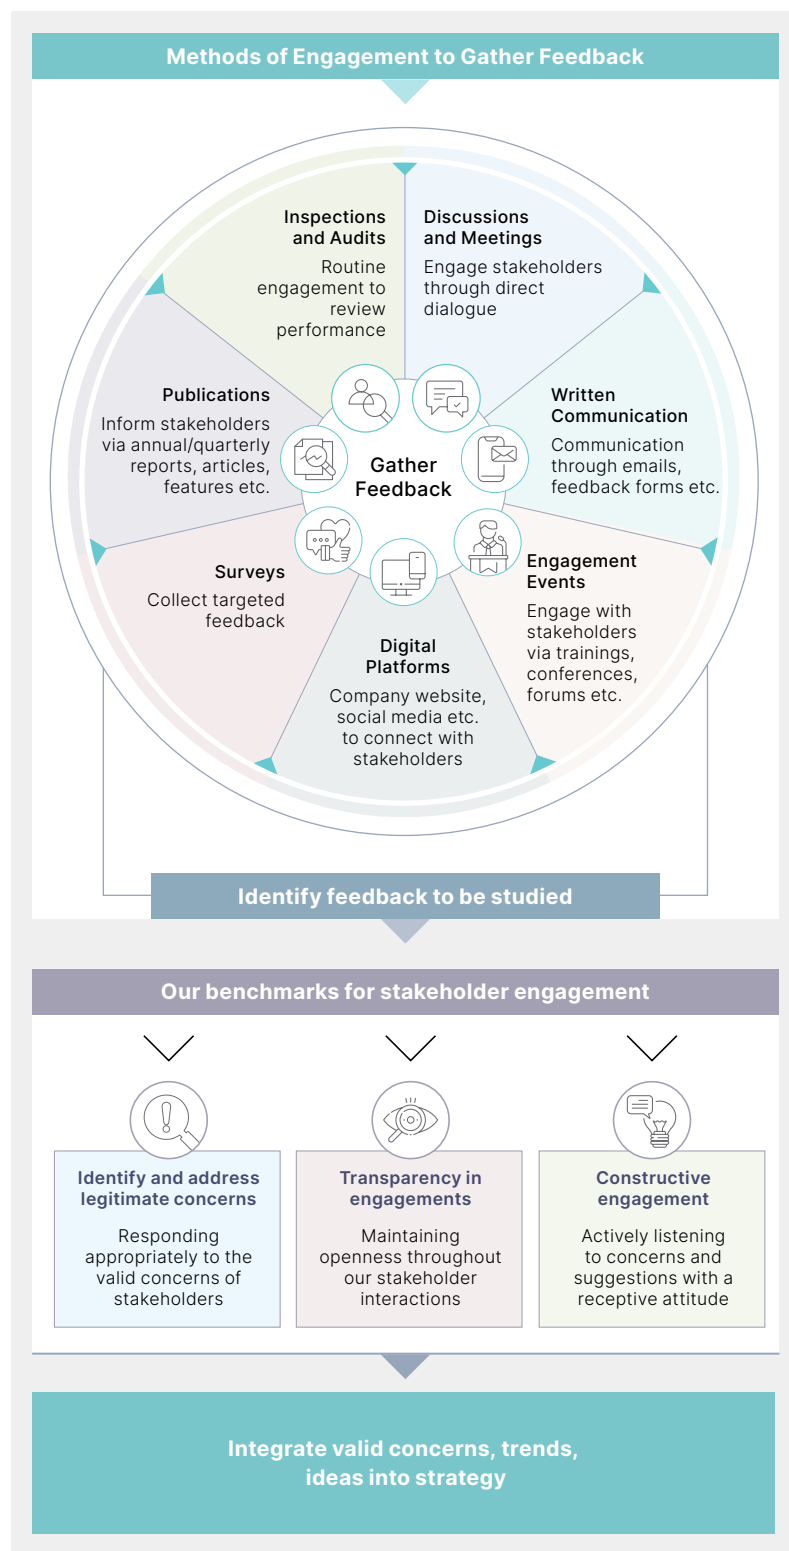 Methods of Engagement to Gather Feedback
Inspections
and Audits
Routine
engagement to
review
performance
Discussions
and Meetings
Engage stakeholders
through direct
dialogue
Written
Communication
Communication
through emails,
feedback forms etc.
Engagement
Events
Engage with
stakeholders
via trainings,
conferences,
forums etc.
Digital
Platforms
Company website,
social media etc.
to connect with
stakeholders
Surveys
Collect targeted
feedback
Publications
Inform stakeholders
via annual/quarterly
reports, articles,
features etc.
Gather
Feedback
Identify feedback to be studied
Our benchmarks for stakeholder engagement
Identify and address
legitimate concerns
Responding
appropriately to the
valid concerns of
stakeholders
Transparency in
engagements
Maintaining
openness throughout
our stakeholder
interactions
Constructive
engagement
Actively listening
to concerns and
suggestions with a
receptive attitude
Integrate valid concerns, trends,
ideas into strategy